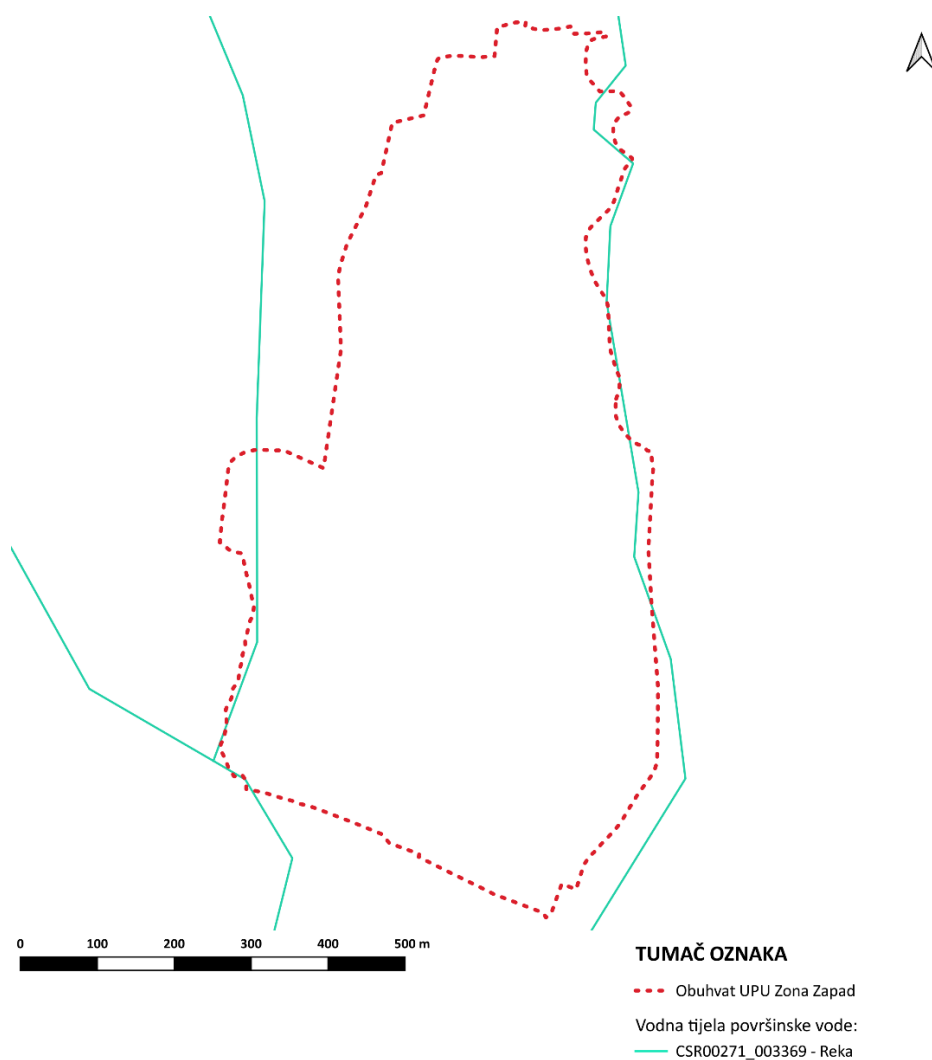 0 100 200 300 400 500 m
TUMAČ OZNAKA
Obuhvat UPU Zona Zapad
Vodna tijela površinske vode:
CSR00271_003369 - Reka